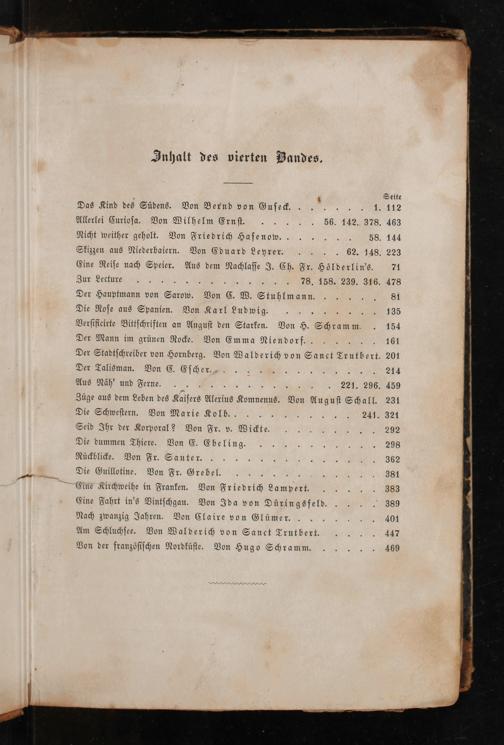 Inhalt des vierten Bandes.
Seite
Das Kind des Südens. Von Bernd von Guseck. . . . . . . 1. 112
Allerlei Curiosa. Von Wilhelm Ernst. . . . . . 56. 142. 378. 463
Nicht weither geholt. Von Friedrich Hasenow. . . . . . . 58. 144
Skizzen aus Niederbaiern. Von Eduard Leyrer. . . . . 62. 148. 223
Eine Reise nach Speier. Aus dem Nachlasse J. Ch. Fr. Hölderlin's. 71
Zur Lecture . . . . . . . . . . . . 78. 158. 239. 316. 478
Der Hauptmann von Sarow. Von C. W. Stuhlmann. . . . . . 81
Die Rose aus Spanien. Von Karl Ludwig. . . . . . . . . 135
Versificirte Bittschriften an August den Starken. Von H. Schramm. . 154
Der Mann im grünen Rocke. Von Emma Niendorf. . . . . . 161
Der Stadtschreiber von Hornberg. Von Walderich von Sanct Trutbert. 201
Der Talisman. Von C. Escher. . . . . . . . . . . . 214
Aus Näh' und Ferne. . . . . . . . . . . . . 221. 296. 459
Züge aus dem Leben des Kaisers Alexius Komnenus. Von August Schall. 231
Die Schwestern. Von Marie Kolb. . . . . . . . . . 241. 321
Seid Ihr der Korporal? Von Fr. v. Wickte. . . . . . . . . 292
Die dummen Thiere. Von E. Ebeling. . . . . . . . . . 298
Rückblicke. Von Fr. Sauter. . . . . . . . . . . . . 362
Die Guillotine. Von Fr. Grebel. . . . . . . . . . . . 381
Eine Kirchweihe in Franken. Von Friedrich Lampert. . . . . . 383
Eine Fahrt in's Vintschgau. Von Ida von Düringsfeld. . . . . 389
Nach zwanzig Jahren. Von Claire von Glümer. . . . . . . 401
Am Schluchsee. Von Walderich von Sanct Trutbert. . . . . 447
Von der französischen Nordküste. Von Hugo Schramm. . . . . . 469